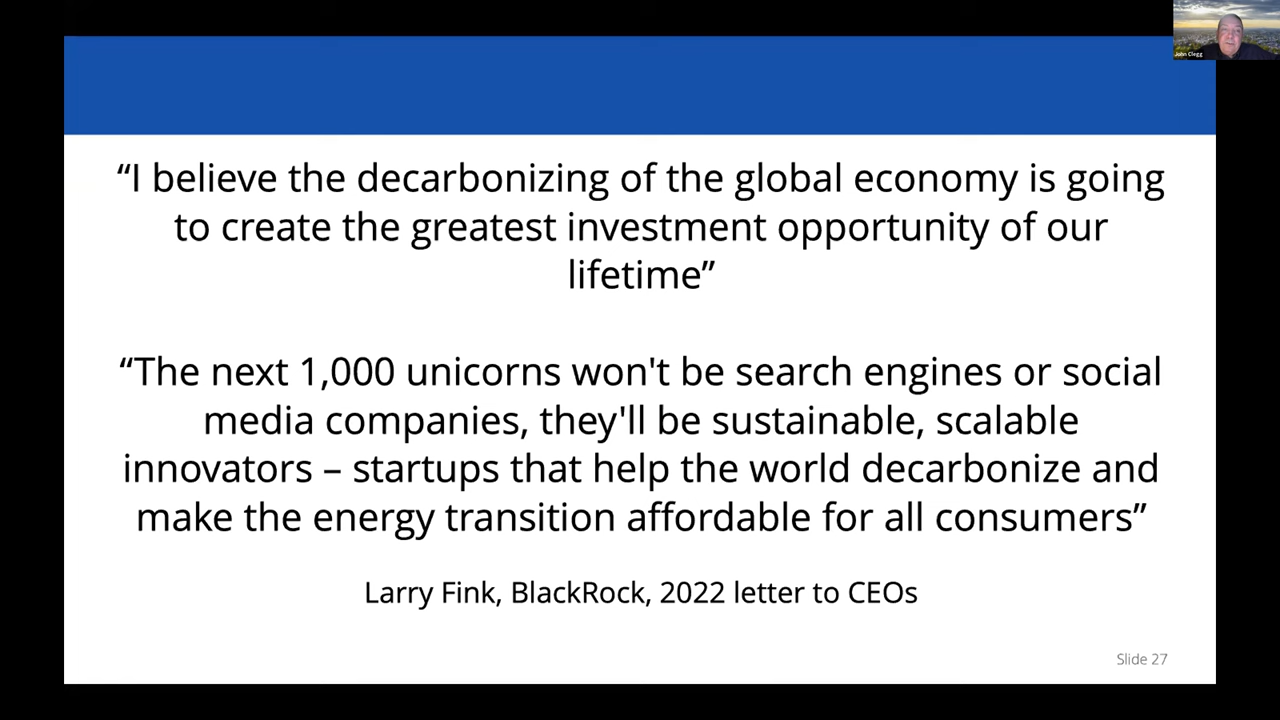 John Clegg
“I believe the decarbonizing of the global economy is going
to create the greatest investment opportunity of our
lifetime”
“The next 1,000 unicorns won't be search engines or social
media companies, they'll be sustainable, scalable
innovators – startups that help the world decarbonize and
make the energy transition affordable for all consumers”
Larry Fink, BlackRock, 2022 letter to CEOs
Slide 27